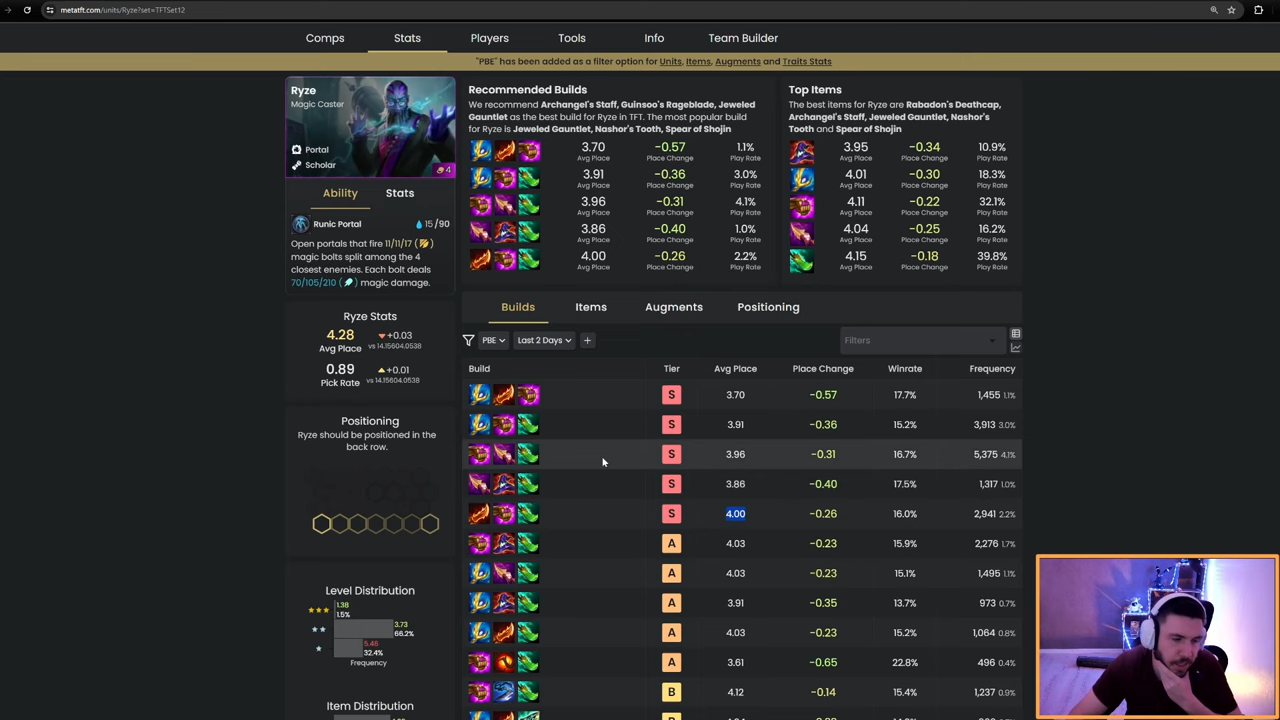 metatft.com/units/Ryze?set=TFTSet12
Comps
Stats
Players
Tools
Info
Team Builder
"PBE" has been added as a filter option for Units, Items, Augments and Traits Stats
Ryze
Magic Caster
Portal
Scholar
4
Ability
Stats
Runic Portal
15/90
Open portals that fire 11/11/17 ( )
magic bolts split among the 4
closest enemies. Each bolt deals
70/105/210 ( ) magic damage.
Ryze Stats
4.28
+0.03
Avg Place
vs 14.15604.0538
0.89
+0.01
Pick Rate
vs 14.15604.0538
Positioning
Ryze should be positioned in the
back row.
Level Distribution
1.38
1.5%
3.73
66.2%
5.46
32.4%
Frequency
Item Distribution
Recommended Builds
We recommend Archangel's Staff, Guinsoo's Rageblade, Jeweled
Gauntlet as the best build for Ryze in TFT. The most popular build
for Ryze is Jeweled Gauntlet, Nashor's Tooth, Spear of Shojin
3.70 -0.57 1.1%
Avg Place Place Change Play Rate
3.91 -0.36 3.0%
Avg Place Place Change Play Rate
3.96 -0.31 4.1%
Avg Place Place Change Play Rate
3.86 -0.40 1.0%
Avg Place Place Change Play Rate
4.00 -0.26 2.2%
Avg Place Place Change Play Rate
Top Items
The best items for Ryze are Rabadon's Deathcap,
Archangel's Staff, Jeweled Gauntlet, Nashor's
Tooth and Spear of Shojin
3.95 -0.34 10.9%
Avg Place Place Change Play Rate
4.01 -0.30 18.3%
Avg Place Place Change Play Rate
4.11 -0.22 32.1%
Avg Place Place Change Play Rate
4.04 -0.25 16.2%
Avg Place Place Change Play Rate
4.15 -0.18 39.8%
Avg Place Place Change Play Rate
Builds
Items
Augments
Positioning
PBE
Last 2 Days
+
Filters
Build Tier Avg Place Place Change Winrate Frequency
S 3.70 -0.57 17.7% 1,455 1.1%
S 3.91 -0.36 15.2% 3,913 3.0%
S 3.96 -0.31 16.7% 5,375 4.1%
S 3.86 -0.40 17.5% 1,317 1.0%
S 4.00 -0.26 16.0% 2,941 2.2%
A 4.03 -0.23 15.9% 2,276 1.7%
A 4.03 -0.23 15.1% 1,495 1.1%
A 3.91 -0.35 13.7% 973 0.7%
A 4.03 -0.23 15.2% 1,064 0.8%
A 3.61 -0.65 22.8% 496 0.4%
B 4.12 -0.14 15.4% 1,237 0.9%